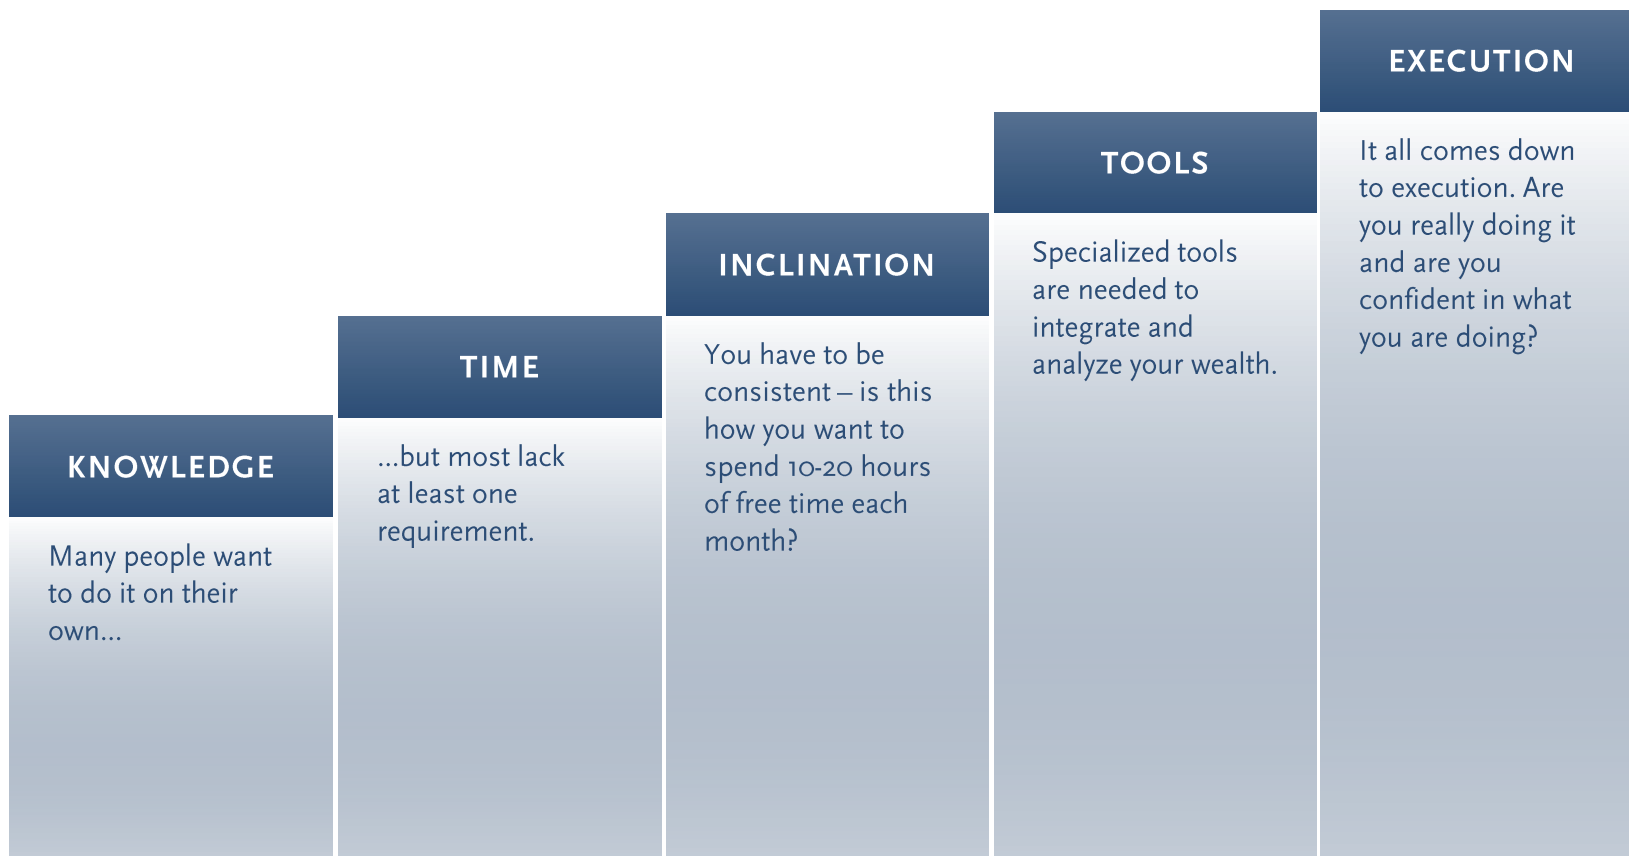 KNOWLEDGE
Many people want
to do it on their
own...
TIME
...but most lack
at least one
requirement.
INCLINATION
You have to be
consistent – is this
how you want to
spend 10-20 hours
of free time each
month?
TOOLS
Specialized tools
are needed to
integrate and
analyze your wealth.
EXECUTION
It all comes down
to execution. Are
you really doing it
and are you
confident in what
you are doing?